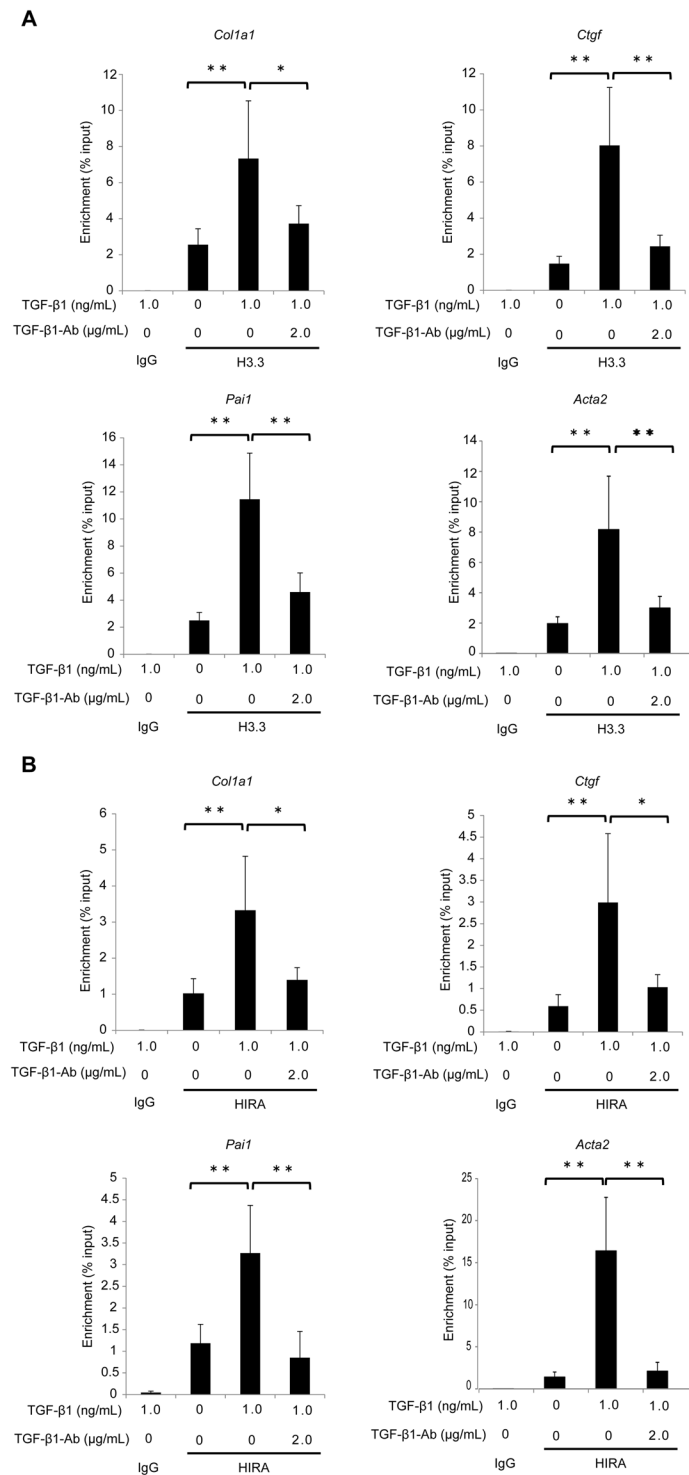 A
Col1a1
Enrichment (% input)
12
10
8
6
4
2
0
** *
TGF-β1 (ng/mL) 1.0 0 1.0 1.0
TGF-β1-Ab (μg/mL) 0 0 0 2.0
IgG H3.3
Ctgf
Enrichment (% input)
12
10
8
6
4
2
0
** **
TGF-β1 (ng/mL) 1.0 0 1.0 1.0
TGF-β1-Ab (μg/mL) 0 0 0 2.0
IgG H3.3
Pai1
Enrichment (% input)
16
14
12
10
8
6
4
2
0
** **
TGF-β1 (ng/mL) 1.0 0 1.0 1.0
TGF-β1-Ab (μg/mL) 0 0 0 2.0
IgG H3.3
Acta2
Enrichment (% input)
14
12
10
8
6
4
2
0
** **
TGF-β1 (ng/mL) 1.0 0 1.0 1.0
TGF-β1-Ab (μg/mL) 0 0 0 2.0
IgG H3.3
B
Col1a1
Enrichment (% input)
6
5
4
3
2
1
0
** *
TGF-β1 (ng/mL) 1.0 0 1.0 1.0
TGF-β1-Ab (μg/mL) 0 0 0 2.0
IgG HIRA
Ctgf
Enrichment (% input)
5
4.5
4
3.5
3
2.5
2
1.5
1
0.5
0
** *
TGF-β1 (ng/mL) 1.0 0 1.0 1.0
TGF-β1-Ab (μg/mL) 0 0 0 2.0
IgG HIRA
Pai1
Enrichment (% input)
5
4.5
4
3.5
3
2.5
2
1.5
1
0.5
0
** **
TGF-β1 (ng/mL) 1.0 0 1.0 1.0
TGF-β1-Ab (μg/mL) 0 0 0 2.0
IgG HIRA
Acta2
Enrichment (% input)
25
20
15
10
5
0
** **
TGF-β1 (ng/mL) 1.0 0 1.0 1.0
TGF-β1-Ab (μg/mL) 0 0 0 2.0
IgG HIRA